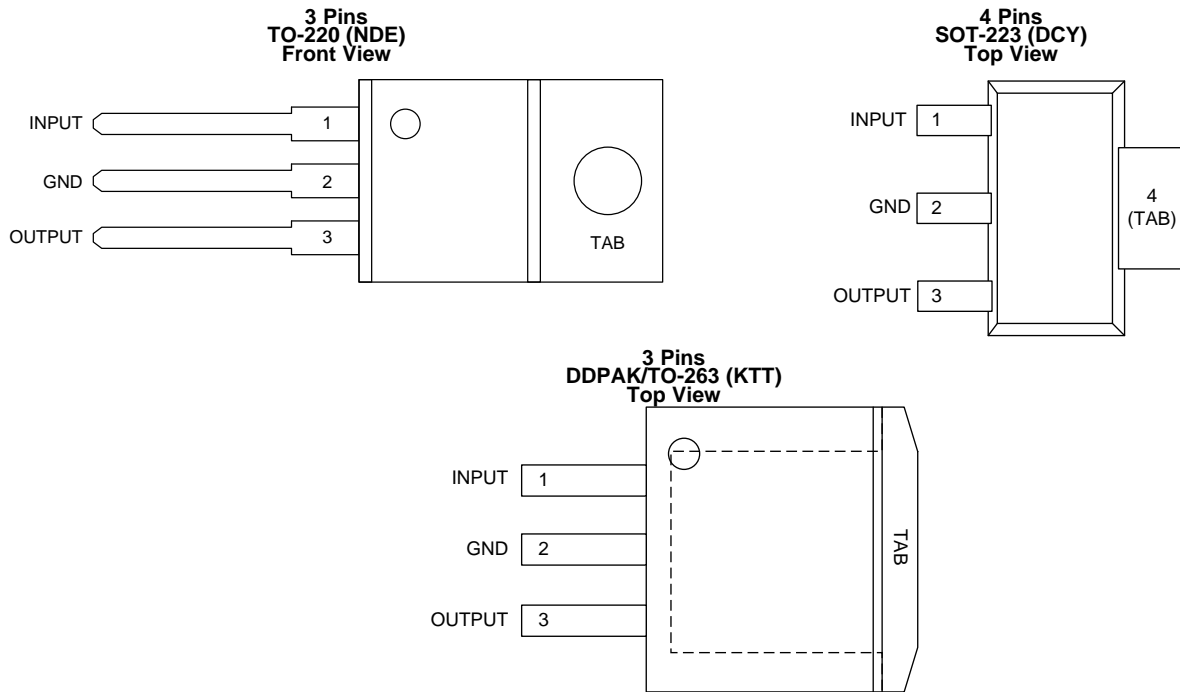 3 Pins
TO-220 (NDE)
Front View
INPUT
1
GND
2
OUTPUT
3
TAB
4 Pins
SOT-223 (DCY)
Top View
INPUT
1
GND
2
OUTPUT
3
4
(TAB)
3 Pins
DDPAK/TO-263 (KTT)
Top View
INPUT
1
GND
2
OUTPUT
3
TAB